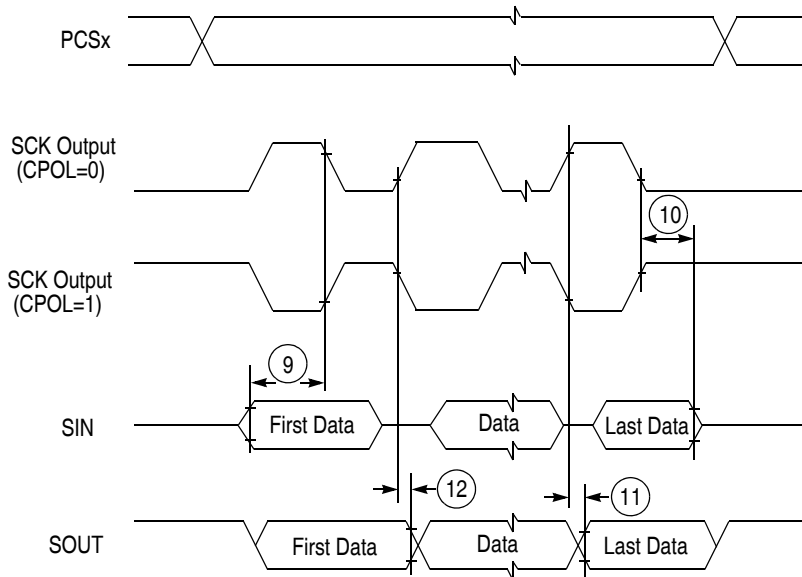 PCSx
SCK Output
(CPOL=0)
10
SCK Output
(CPOL=1)
9
SIN
First Data
Data
Last Data
12
11
SOUT
First Data
Data
Last Data